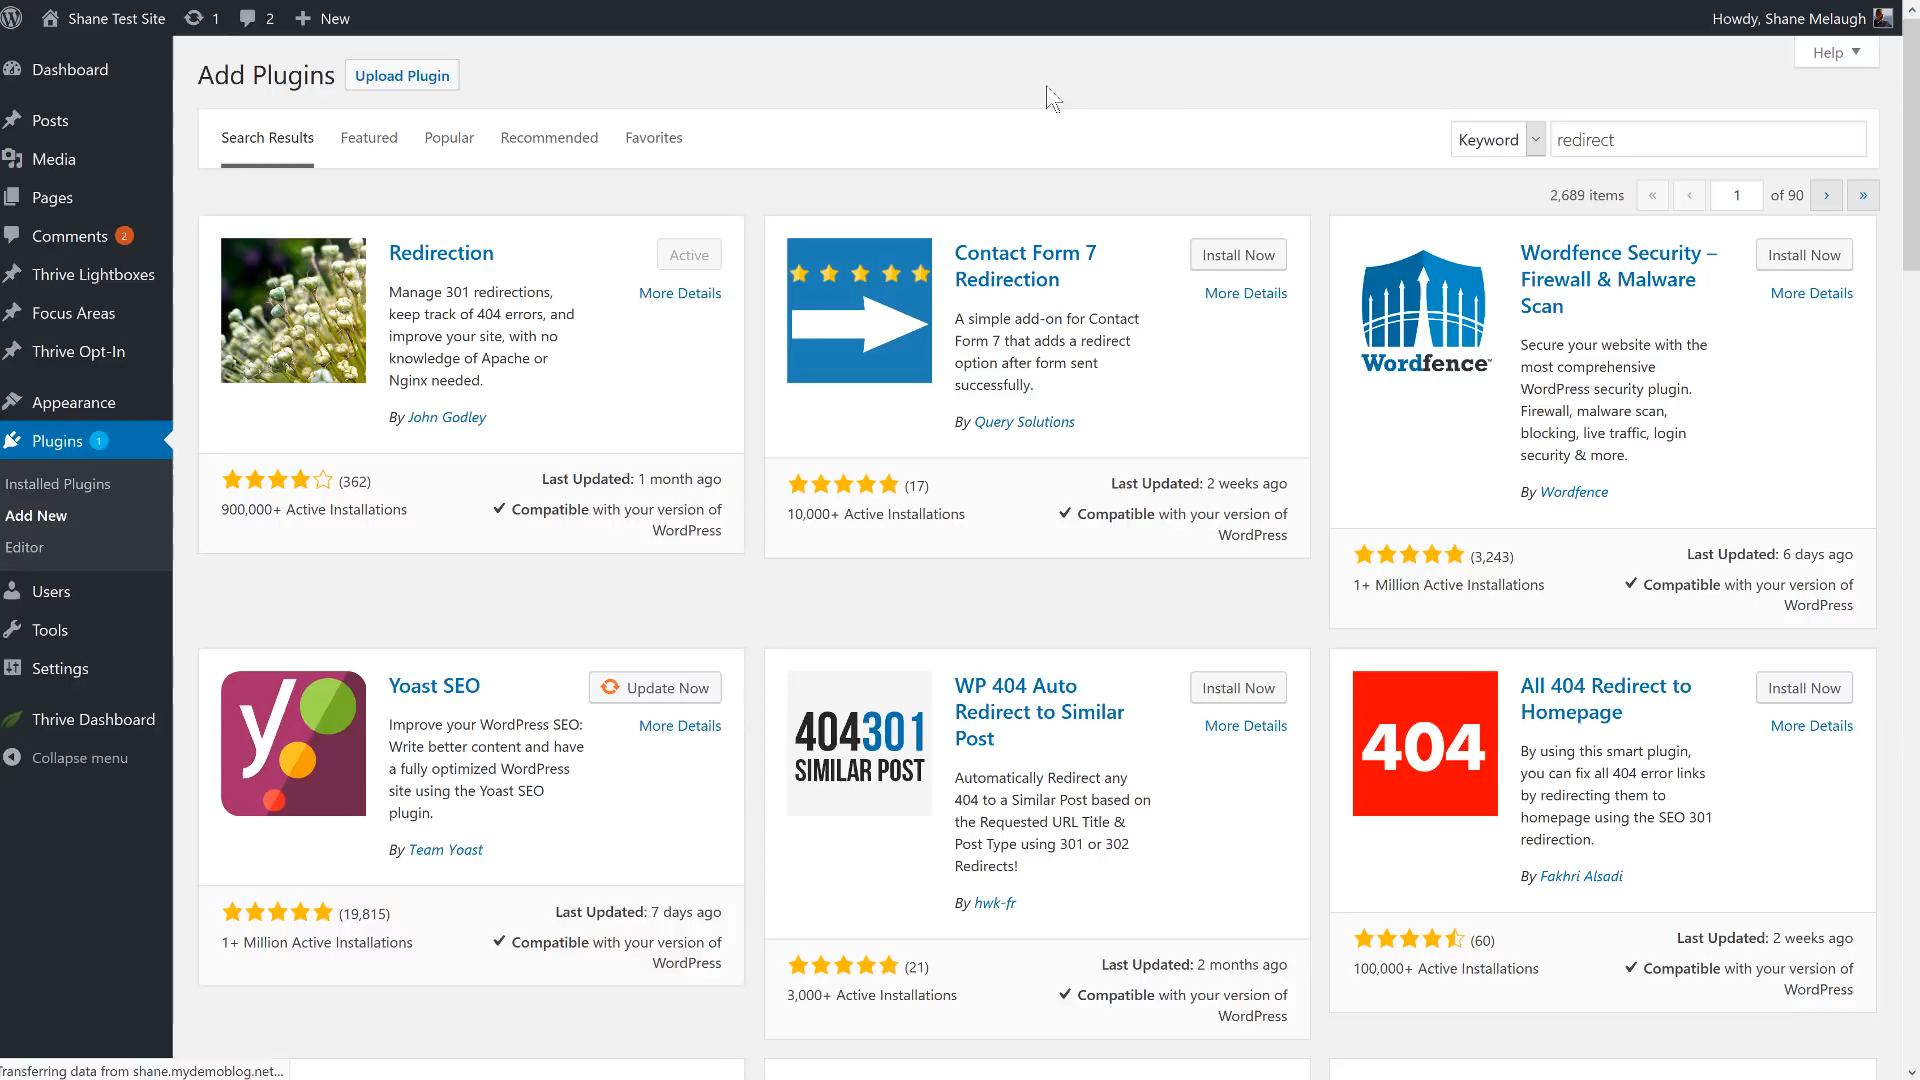 Shane Test Site 1 2 New Howdy, Shane Melaugh
Help
Add Plugins Upload Plugin
Search Results Featured Popular Recommended Favorites Keyword redirect
2,689 items « ‹ 1 of 90 › »
Dashboard
Posts
Media
Pages
Comments 2
Thrive Lightboxes
Focus Areas
Thrive Opt-In
Appearance
Plugins 1
Installed Plugins
Add New
Editor
Users
Tools
Settings
Thrive Dashboard
Collapse menu
Redirection
Active
More Details
Manage 301 redirections,
keep track of 404 errors, and
improve your site, with no
knowledge of Apache or
Nginx needed.
By John Godley
(362)
Last Updated: 1 month ago
900,000+ Active Installations
Compatible with your version of
WordPress
Contact Form 7
Redirection
Install Now
More Details
A simple add-on for Contact
Form 7 that adds a redirect
option after form sent
successfully.
By Query Solutions
(17)
Last Updated: 2 weeks ago
10,000+ Active Installations
Compatible with your version of
WordPress
Wordfence
Wordfence Security –
Firewall & Malware
Scan
Install Now
More Details
Secure your website with the
most comprehensive
WordPress security plugin.
Firewall, malware scan,
blocking, live traffic, login
security & more.
By Wordfence
(3,243)
Last Updated: 6 days ago
1+ Million Active Installations
Compatible with your version of
WordPress
y
Yoast SEO
Update Now
More Details
Improve your WordPress SEO:
Write better content and have
a fully optimized WordPress
site using the Yoast SEO
plugin.
By Team Yoast
(19,815)
Last Updated: 7 days ago
1+ Million Active Installations
Compatible with your version of
WordPress
404301
SIMILAR POST
WP 404 Auto
Redirect to Similar
Post
Install Now
More Details
Automatically Redirect any
404 to a Similar Post based on
the Requested URL Title &
Post Type using 301 or 302
Redirects!
By hwk-fr
(21)
Last Updated: 2 months ago
3,000+ Active Installations
Compatible with your version of
WordPress
404
All 404 Redirect to
Homepage
Install Now
More Details
By using this smart plugin,
you can fix all 404 error links
by redirecting them to
homepage using the SEO 301
redirection.
By Fakhri Alsadi
(60)
Last Updated: 2 weeks ago
100,000+ Active Installations
Compatible with your version of
WordPress
Transferring data from shane.mydemoblog.net...